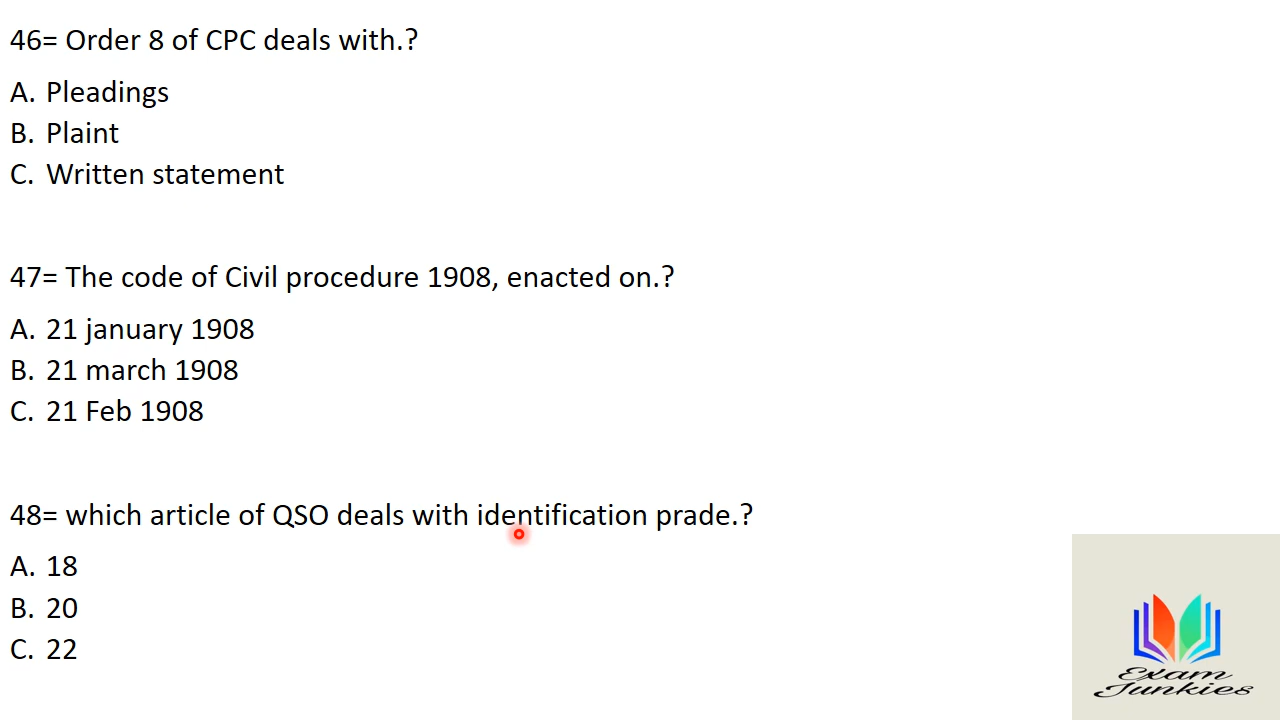 46= Order 8 of CPC deals with.?
A. Pleadings
B. Plaint
C. Written statement
47= The code of Civil procedure 1908, enacted on.?
A. 21 january 1908
B. 21 march 1908
C. 21 Feb 1908
48= which article of QSO deals with identification prade.?
A. 18
B. 20
C. 22
Exam
Junkies